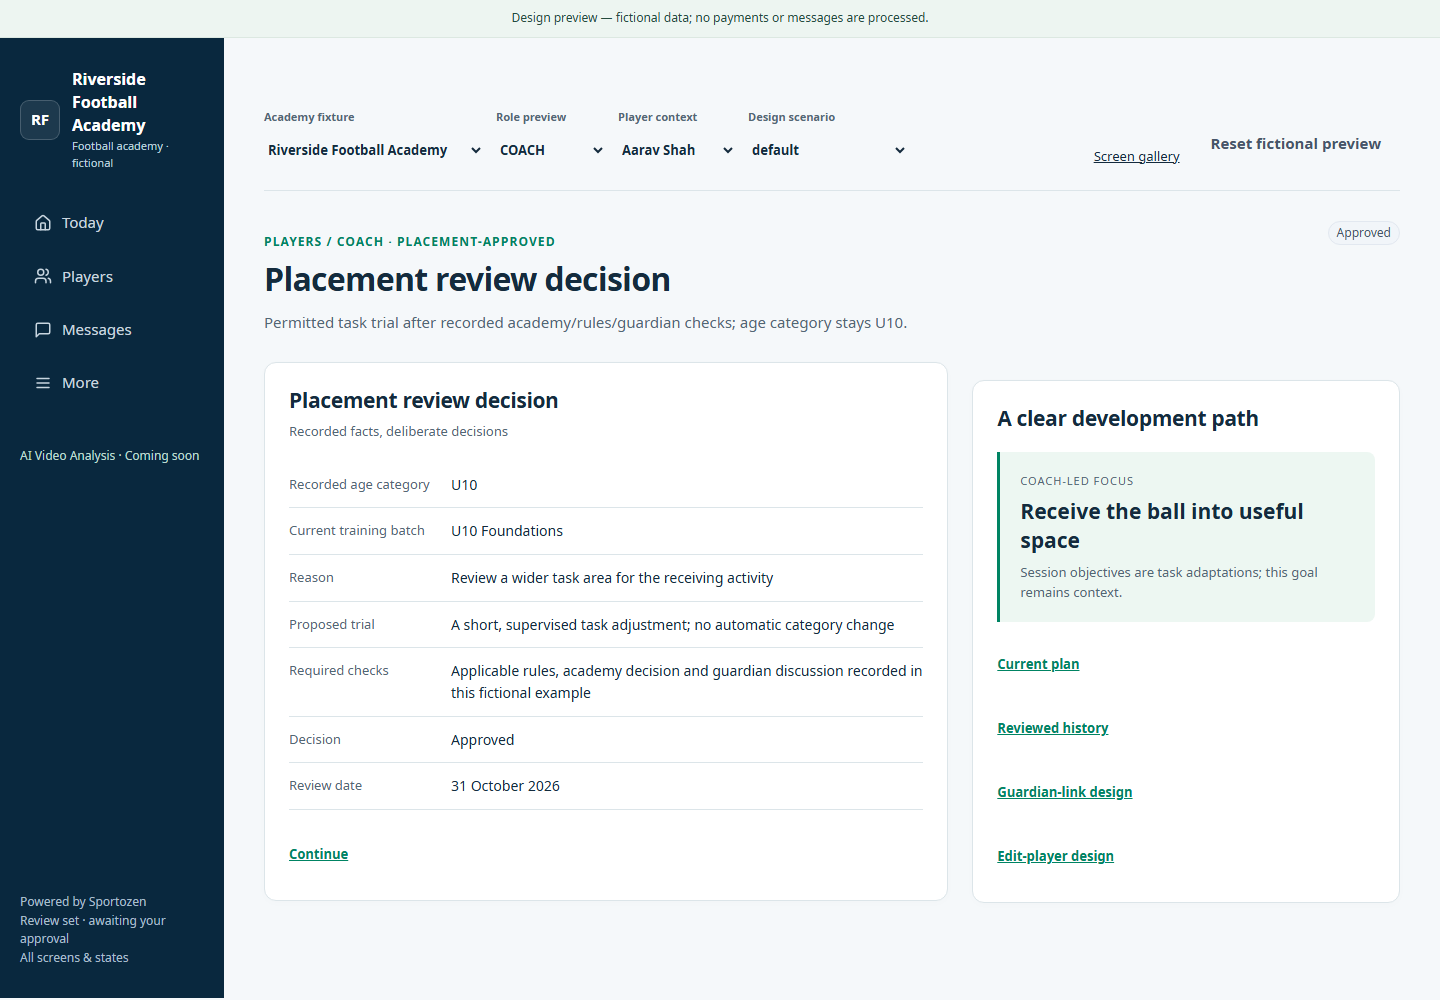 Design preview — fictional data; no payments or messages are processed.
RF
Riverside
Football
Academy
Football academy ·
fictional
Today
Players
Messages
More
AI Video Analysis · Coming soon
Powered by Sportozen
Review set · awaiting your
approval
All screens & states
Academy fixture
Role preview
Player context
Design scenario
Riverside Football Academy
COACH
Aarav Shah
default
Screen gallery
Reset fictional preview
PLAYERS / COACH · PLACEMENT-APPROVED
Approved
Placement review decision
Permitted task trial after recorded academy/rules/guardian checks; age category stays U10.
Placement review decision
Recorded facts, deliberate decisions
Recorded age category U10
Current training batch U10 Foundations
Reason Review a wider task area for the receiving activity
Proposed trial A short, supervised task adjustment; no automatic category change
Required checks Applicable rules, academy decision and guardian discussion recorded in
this fictional example
Decision Approved
Review date 31 October 2026
Continue
A clear development path
COACH-LED FOCUS
Receive the ball into useful
space
Session objectives are task adaptations; this goal
remains context.
Current plan
Reviewed history
Guardian-link design
Edit-player design